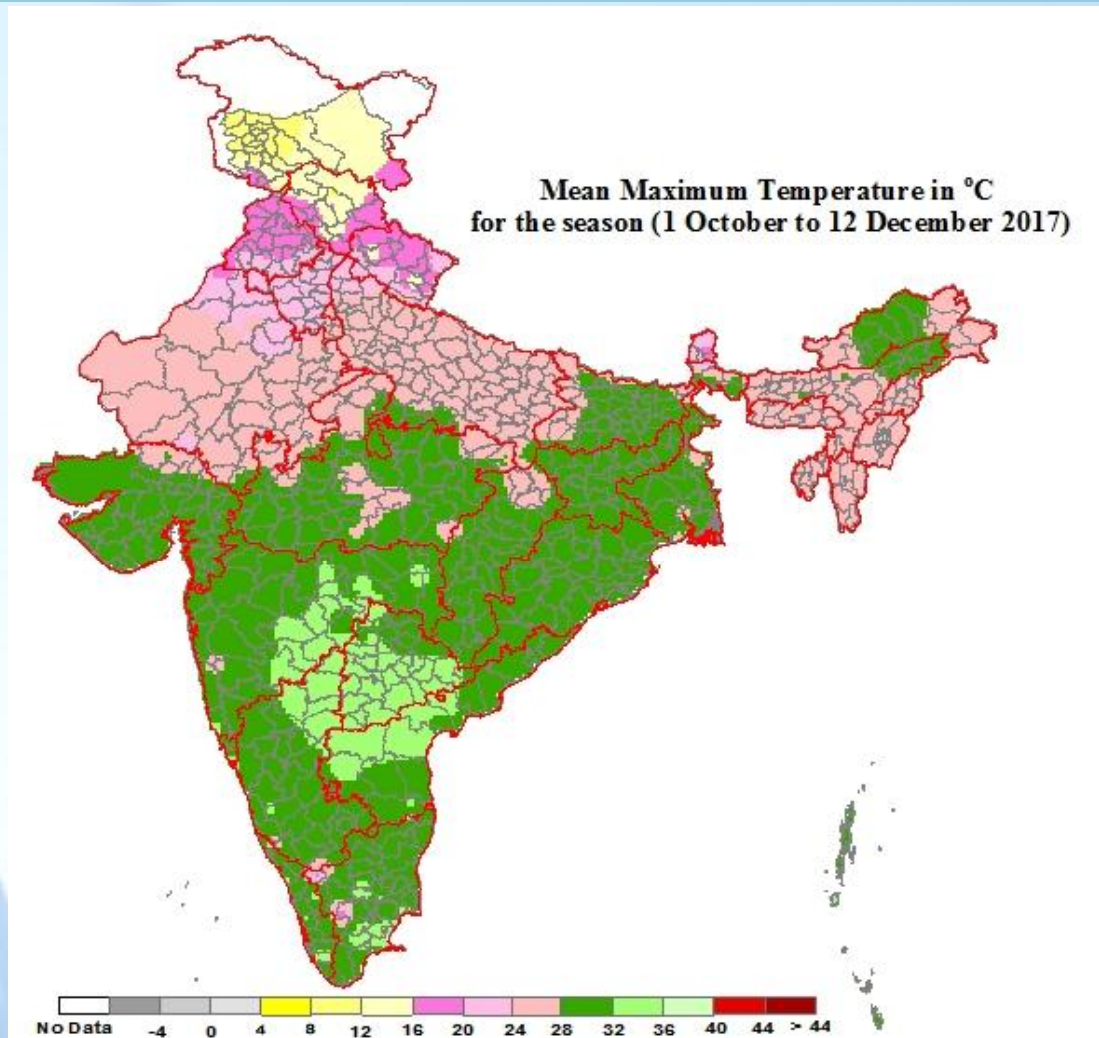 Mean Maximum Temperature in °C
for the season (1 October to 12 December 2017)
No Data -4 0 4 8 12 16 20 24 28 32 36 40 44 > 44